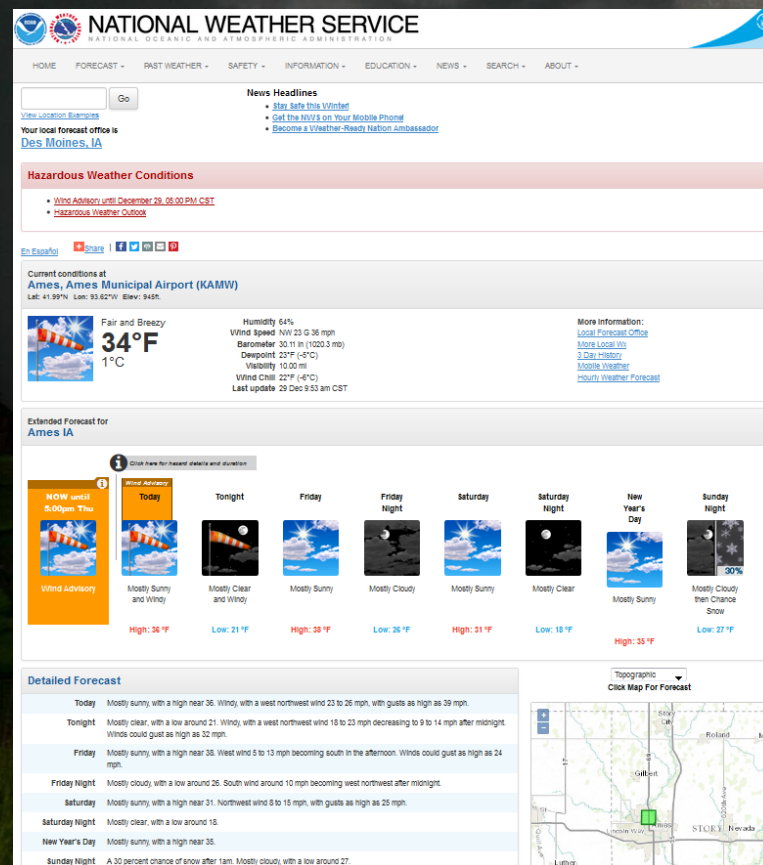 NATIONAL WEATHER SERVICE
NATIONAL OCEANIC AND ATMOSPHERIC ADMINISTRATION
HOME FORECAST PAST WEATHER SAFETY INFORMATION EDUCATION NEWS SEARCH ABOUT
Go
View Location Examples
Your local forecast office is
Des Moines, IA
News Headlines
Stay Safe this Winter!
Get the NWS on Your Mobile Phone!
Become a Weather-Ready Nation Ambassador
Hazardous Weather Conditions
Wind Advisory until December 29, 05:00 PM CST
Hazardous Weather Outlook
En Español Share |
Current conditions at
Ames, Ames Municipal Airport (KAMW)
Lat: 41.99°N Lon: 93.62°W Elev: 945ft.
Fair and Breezy
34°F
1°C
Humidity 64%
Wind Speed NW 23 G 36 mph
Barometer 30.11 in (1020.3 mb)
Dewpoint 23°F (-5°C)
Visibility 10.00 mi
Wind Chill 22°F (-6°C)
Last update 29 Dec 9:53 am CST
More Information:
Local Forecast Office
More Local Wx
3 Day History
Mobile Weather
Hourly Weather Forecast
Extended Forecast for
Ames IA
Click here for hazard details and duration
NOW until
5:00pm Thu
Wind Advisory
Wind Advisory
Today
Mostly Sunny
and Windy
High: 36 °F
Tonight
Mostly Clear
and Windy
Low: 21 °F
Friday
Mostly Sunny
High: 38 °F
Friday
Night
Mostly Cloudy
Low: 26 °F
Saturday
Mostly Sunny
High: 31 °F
Saturday
Night
Mostly Clear
Low: 18 °F
New
Year's
Day
Mostly Sunny
High: 35 °F
Sunday
Night
30%
Mostly Cloudy
then Chance
Snow
Low: 27 °F
Detailed Forecast
Today Mostly sunny, with a high near 36. Windy, with a west northwest wind 23 to 26 mph, with gusts as high as 39 mph.
Tonight Mostly clear, with a low around 21. Windy, with a west northwest wind 18 to 23 mph decreasing to 9 to 14 mph after midnight.
Winds could gust as high as 32 mph.
Friday Mostly sunny, with a high near 38. West wind 5 to 13 mph becoming south in the afternoon. Winds could gust as high as 24
mph.
Friday Night Mostly cloudy, with a low around 26. South wind around 10 mph becoming west northwest after midnight.
Saturday Mostly sunny, with a high near 31. Northwest wind 8 to 15 mph, with gusts as high as 25 mph.
Saturday Night Mostly clear, with a low around 18.
New Year's Day Mostly sunny, with a high near 35.
Sunday Night A 30 percent chance of snow after 1am. Mostly cloudy, with a low around 27.
Topographic
Click Map For Forecast
+
-
Story
City
Roland
Gilbert
Lincoln Way
Ames
STORY
Nevada
Luther